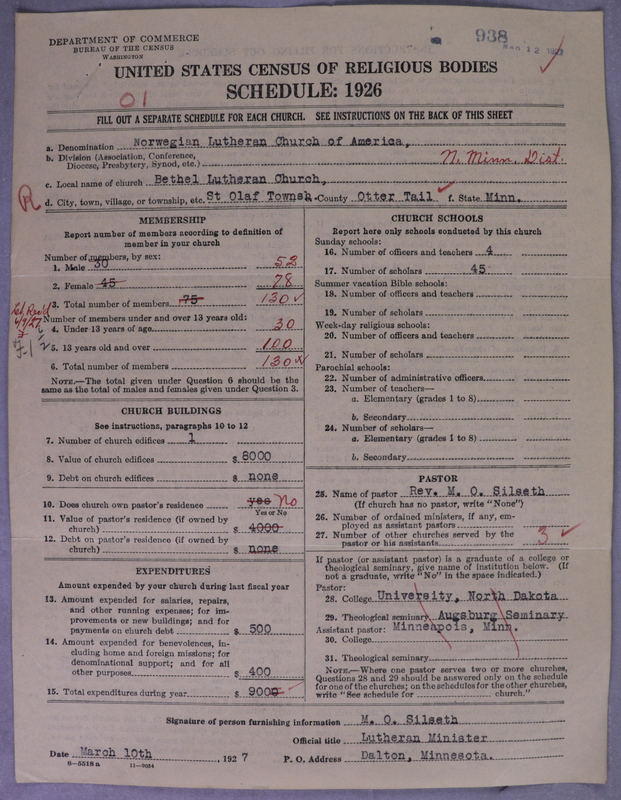 DEPARTMENT OF COMMERCE
BUREAU OF THE CENSUS
WASHINGTON
938
UNITED STATES CENSUS OF RELIGIOUS BODIES
SCHEDULE: 1926
01
FILL OUT A SEPARATE SCHEDULE FOR EACH CHURCH. SEE INSTRUCTIONS ON THE BACK OF THIS SHEET
a. Denomination Norwegian Lutheran Church of America,
b. Division (Association, Conference, Diocese, Presbytery, Synod, etc.) N. Minn. Dist.
c. Local name of church Bethel Lutheran Church,
R
d. City, town, village, or township, etc. St Olaf Townsh. County Otter Tail f. State Minn.
MEMBERSHIP
Report number of members according to definition of
member in your church
Number of members, by sex:
1. Male 30 52
2. Female 45 78
3. Total number of members 75 130
Number of members under and over 13 years old:
4. Under 13 years of age 30
5. 13 years old and over 100
6. Total number of members 130
NOTE.—The total given under Question 6 should be the
same as the total of males and females given under Question 3.
CHURCH BUILDINGS
See instructions, paragraphs 10 to 12
7. Number of church edifices 1
8. Value of church edifices $ 8000
9. Debt on church edifices $ none
10. Does church own pastor's residence yes No
Yes or No
11. Value of pastor's residence (if owned by
church) $ 4000
12. Debt on pastor's residence (if owned by
church) $ none
EXPENDITURES
Amount expended by your church during last fiscal year
13. Amount expended for salaries, repairs,
and other running expenses; for im-
provements or new buildings; and for
payments on church debt $ 500
14. Amount expended for benevolences, in-
cluding home and foreign missions; for
denominational support; and for all
other purposes $ 400
15. Total expenditures during year $ 9000
CHURCH SCHOOLS
Report here only schools conducted by this church
Sunday schools:
16. Number of officers and teachers 4
17. Number of scholars 45
Summer vacation Bible schools:
18. Number of officers and teachers
19. Number of scholars
Week-day religious schools:
20. Number of officers and teachers
21. Number of scholars
Parochial schools:
22. Number of administrative officers
23. Number of teachers—
a. Elementary (grades 1 to 8)
b. Secondary
24. Number of scholars—
a. Elementary (grades 1 to 8)
b. Secondary
PASTOR
25. Name of pastor Rev. M. O. Silseth
(If church has no pastor, write "None")
26. Number of ordained ministers, if any, em-
ployed as assistant pastors
27. Number of other churches served by the
pastor or his assistants 3
If pastor (or assistant pastor) is a graduate of a college or
theological seminary, give name of institution below. (If
not a graduate, write "No" in the space indicated.)
Pastor:
28. College University, North Dakota
29. Theological seminary Augsburg Seminary
Assistant pastor: Minneapois, Minn.
30. College
31. Theological seminary
NOTE.—Where one pastor serves two or more churches,
Questions 28 and 29 should be answered only on the schedule
for one of the churches; on the schedules for the other churches,
write "See schedule for church."
Signature of person furnishing information M. O. Silseth
Official title Lutheran Minister
Date March 10th, 1927 P. O. Address Dalton, Minnesota.
8—5518a 11—9034